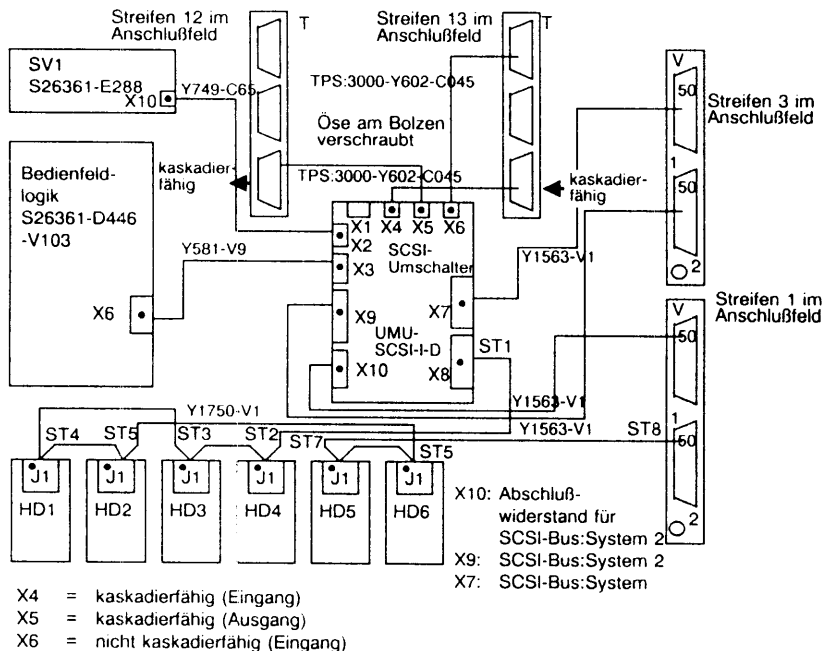 Streifen 12 im
Anschlußfeld
T
Streifen 13 im
Anschlußfeld
T
SV1
S26361-E288
X10
Y749-C65
TPS:3000-Y602-C045
V
50
Streifen 3 im
Anschlußfeld
Öse am Bolzen
verschraubt
Bedienfeld-
logik
S26361-D446
-V103
X6
kaskadier-
fähig
TPS:3000-Y602-C045
kaskadier-
fähig
1
50
2
X1
X4
X5
X6
X2
SCSI-
Umschalter
X3
Y581-V9
Y1563-V1
X7
X9
UMU-
SCSI-I-D
X10
X8
ST1
Streifen 1 im
Anschlußfeld
V
50
Y1750-V1
Y1563-V1
Y1563-V1
ST8
1
50
2
ST4
ST5
ST3
ST2
ST7
ST5
J1
J1
J1
J1
J1
J1
HD1
HD2
HD3
HD4
HD5
HD6
X10: Abschluß-
widerstand für
SCSI-Bus:System 2
X9: SCSI-Bus:System 2
X7: SCSI-Bus:System
X4 = kaskadierfähig (Eingang)
X5 = kaskadierfähig (Ausgang)
X6 = nicht kaskadierfähig (Eingang)